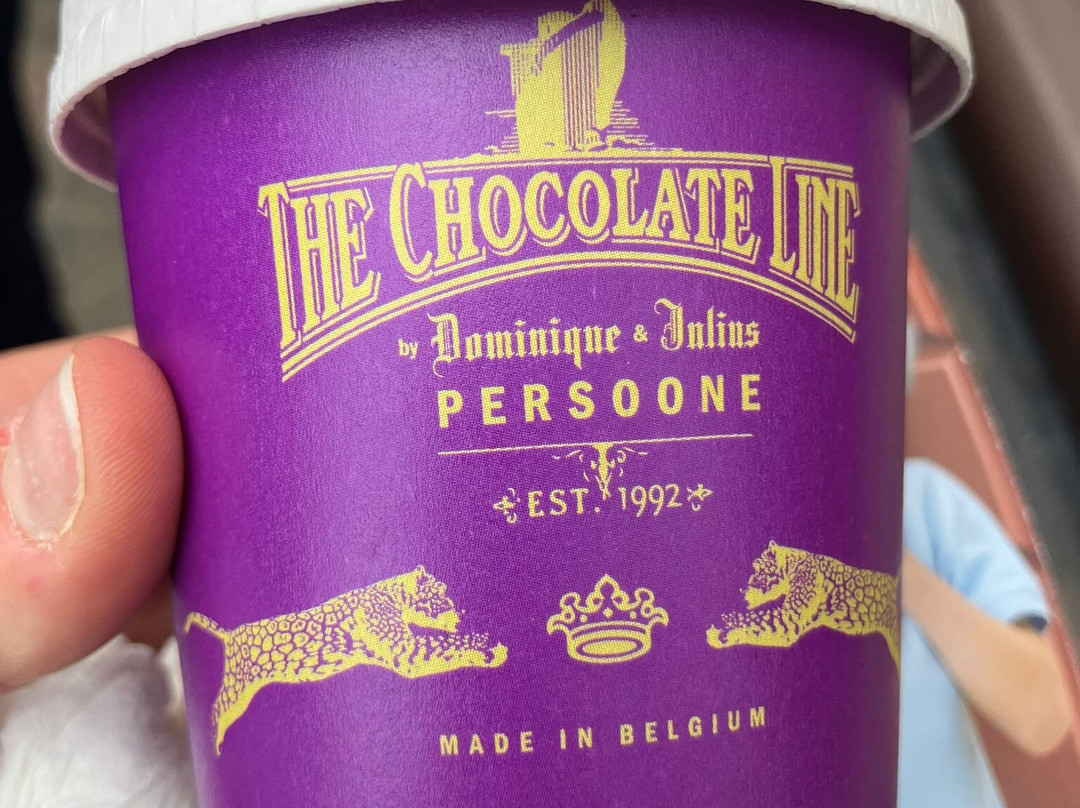 THE CHOCOLATE LINE
by Dominique & Julius
PERSOONE
EST. 1992
MADE IN BELGIUM